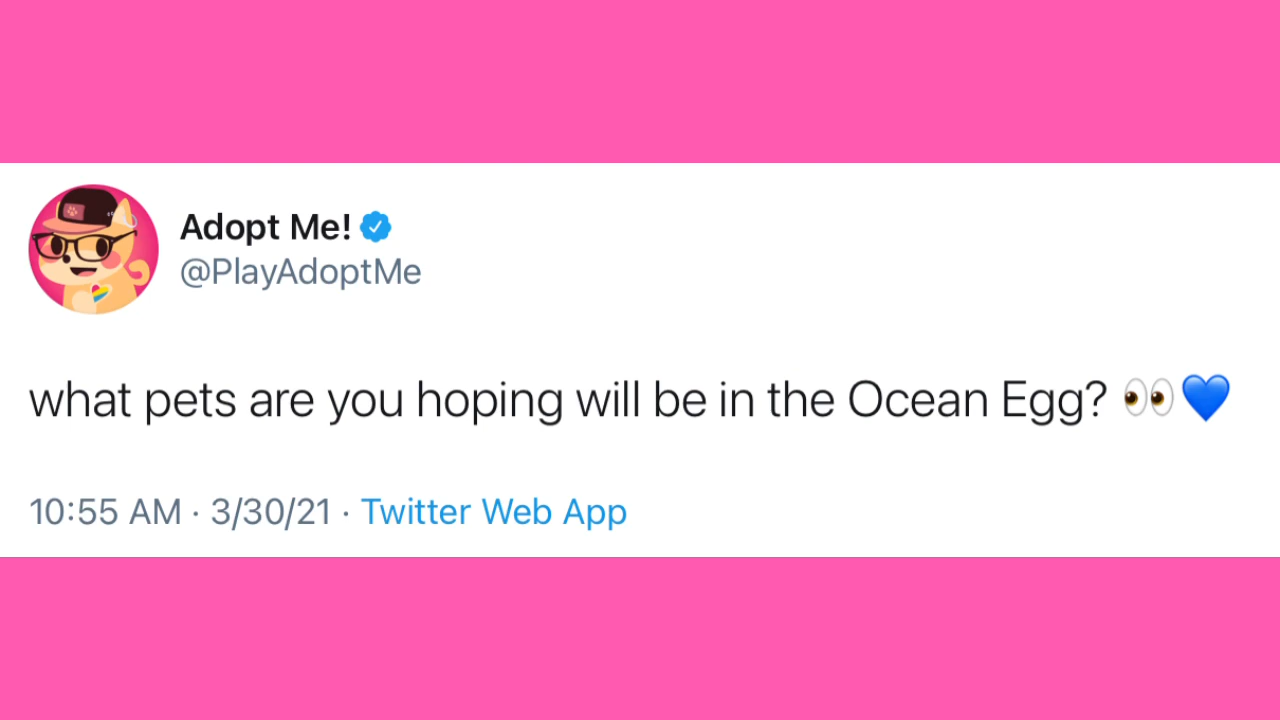 Adopt Me!
@PlayAdoptMe
what pets are you hoping will be in the Ocean Egg? 👀💙
10:55 AM · 3/30/21 · Twitter Web App